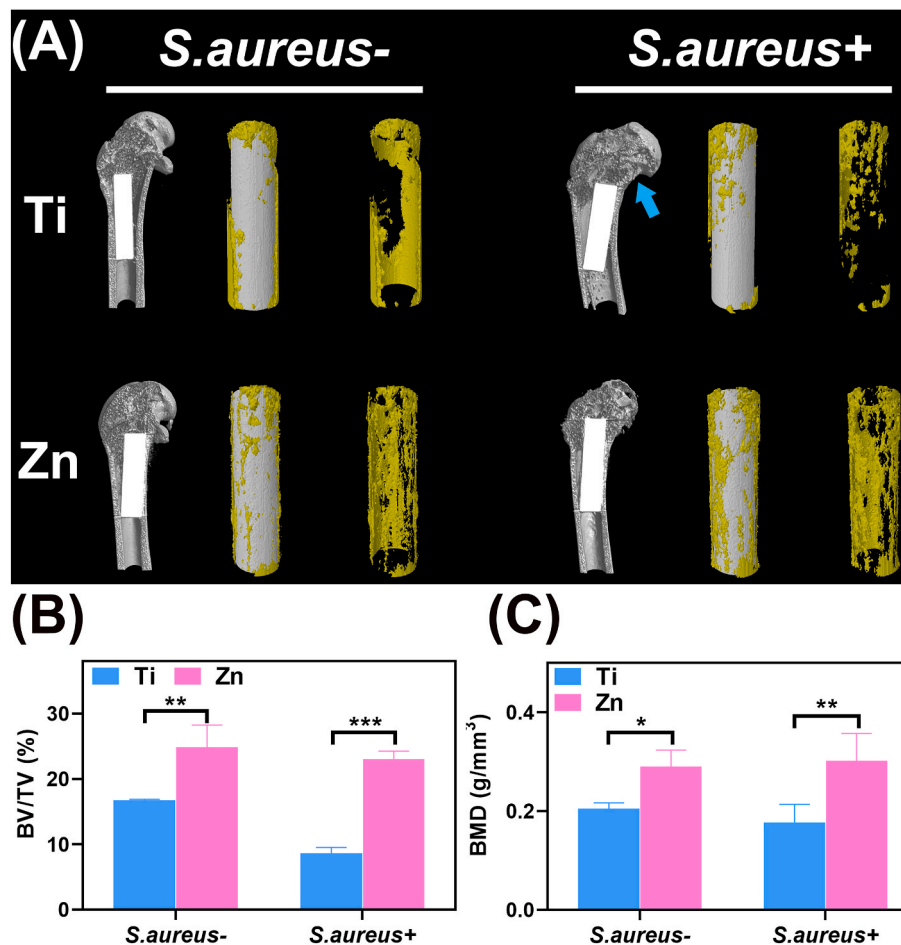 (A)
S.aureus-
S.aureus+
Ti
Zn
(B)
(C)
Ti Zn
**
***
BV/TV (%)
30
20
10
0
S.aureus-
S.aureus+
Ti
Zn
*
**
BMD (g/mm³)
0.4
0.2
0.0
S.aureus-
S.aureus+